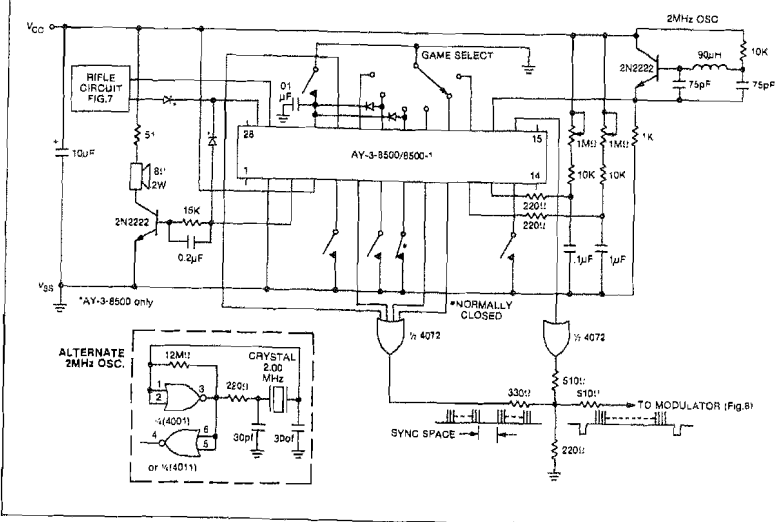 2MHz OSC
VCC
10K
90μH
2N2222
75pF
75pF
GAME SELECT
RIFLE
CIRCUIT
FIG.7
.01
μF
28
15
AY-3-8500/8500-1
1
14
51
10μF
8Ω
2W
1MΩ
1MΩ
1K
10K
10K
220Ω
220Ω
2N2222
15K
0.2μF
.1μF
.1μF
VSS
*AY-3-8500 only
*NORMALLY
CLOSED
½ 4072
½ 4072
ALTERNATE
2MHz OSC.
12MΩ
CRYSTAL
2.00
MHz
1
2
3
220Ω
¼(4001)
4
6
5
30pf
30pf
or ¼(4011)
510Ω
330Ω
510Ω
TO MODULATOR (Fig.8)
SYNC SPACE
220Ω